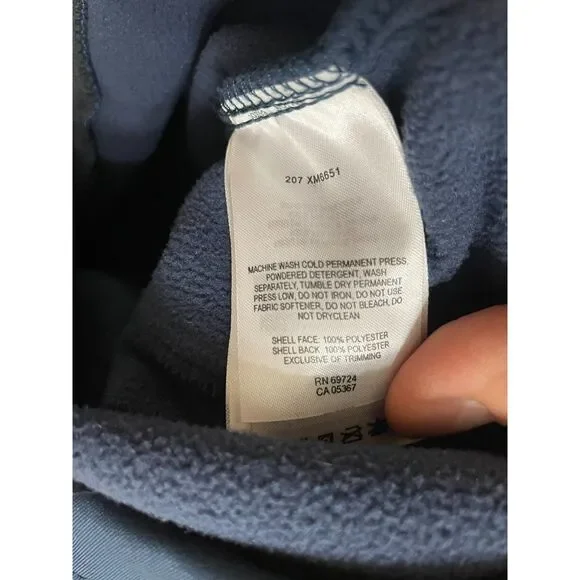 207 XM6651
MACHINE WASH COLD PERMANENT PRESS,
POWDERED DETERGENT, WASH
SEPARATELY, TUMBLE DRY PERMANENT
PRESS LOW, DO NOT IRON, DO NOT USE
FABRIC SOFTENER, DO NOT BLEACH, DO
NOT DRYCLEAN
SHELL FACE: 100% POLYESTER
SHELL BACK: 100% POLYESTER
EXCLUSIVE OF TRIMMING
RN 69724
CA 05367